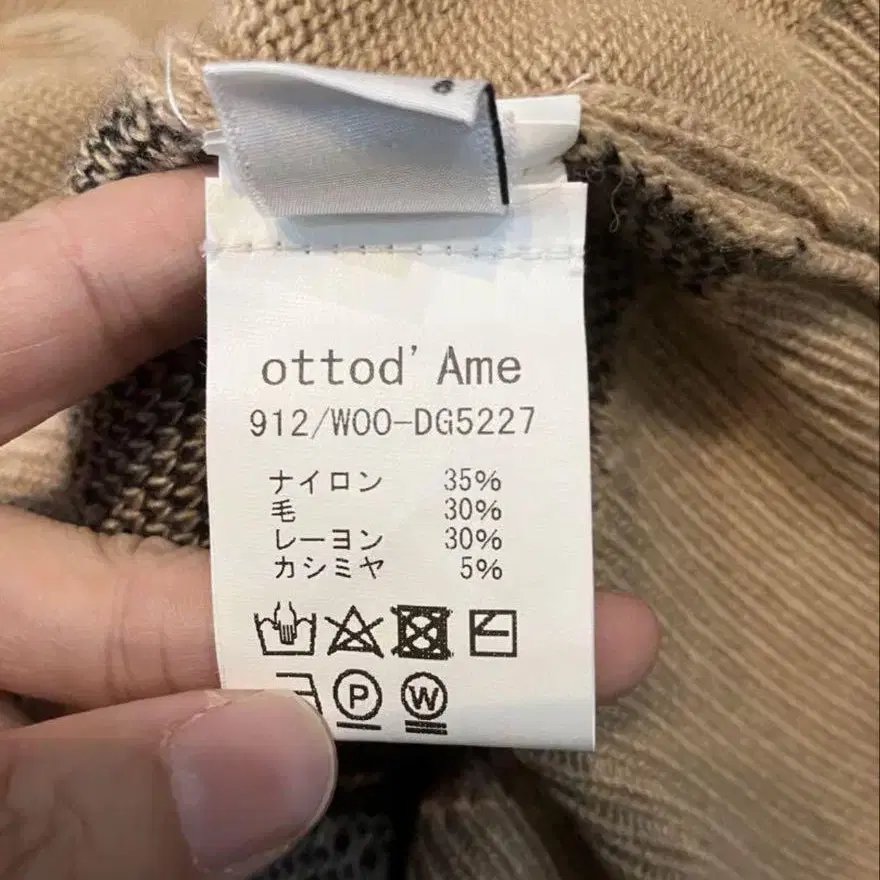 ottod' Ame
912/WOO-DG5227
ナイロン 35%
毛 30%
レーヨン 30%
カシミヤ 5%
P W